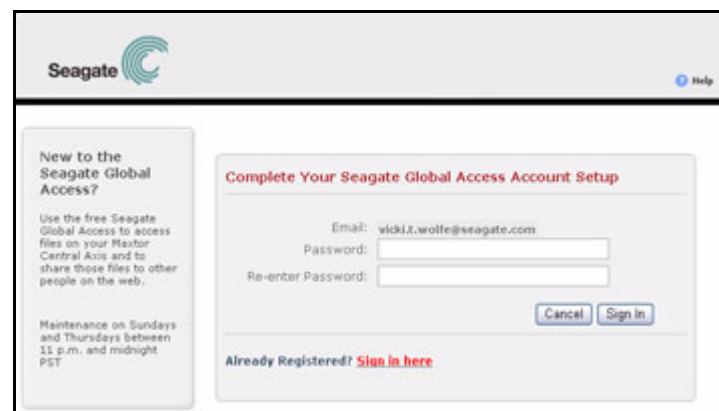 Seagate
Help
New to the
Seagate Global
Access?
Use the free Seagate
Global Access to access
files on your Maxtor
Central Axis and to
share those files to other
people on the web.
Maintenance on Sundays
and Thursdays between
11 p.m. and midnight
PST
Complete Your Seagate Global Access Account Setup
Email: vicki.t.wolfe@seagate.com
Password:
Re-enter Password:
Cancel Sign In
Already Registered? Sign in here